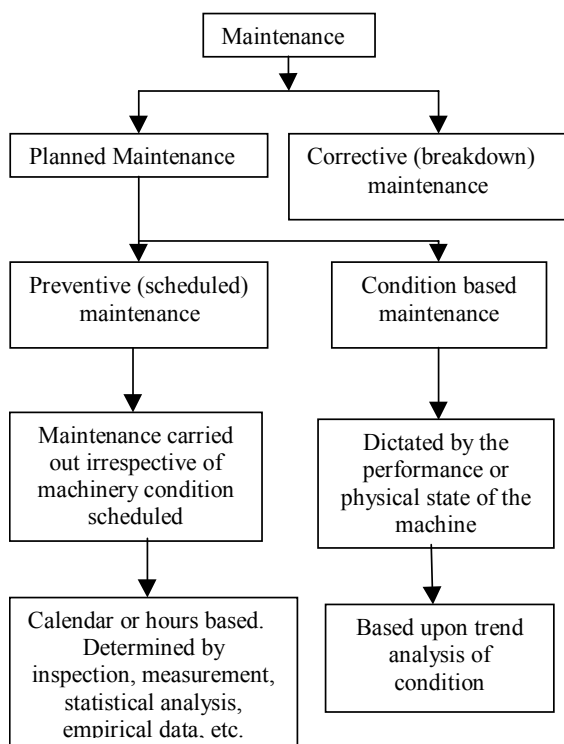 Maintenance
Planned Maintenance
Corrective (breakdown)
maintenance
Preventive (scheduled)
maintenance
Condition based
maintenance
Maintenance carried
out irrespective of
machinery condition
scheduled
Dictated by the
performance or
physical state of the
machine
Calendar or hours based.
Determined by
inspection, measurement,
statistical analysis,
empirical data, etc.
Based upon trend
analysis of
condition